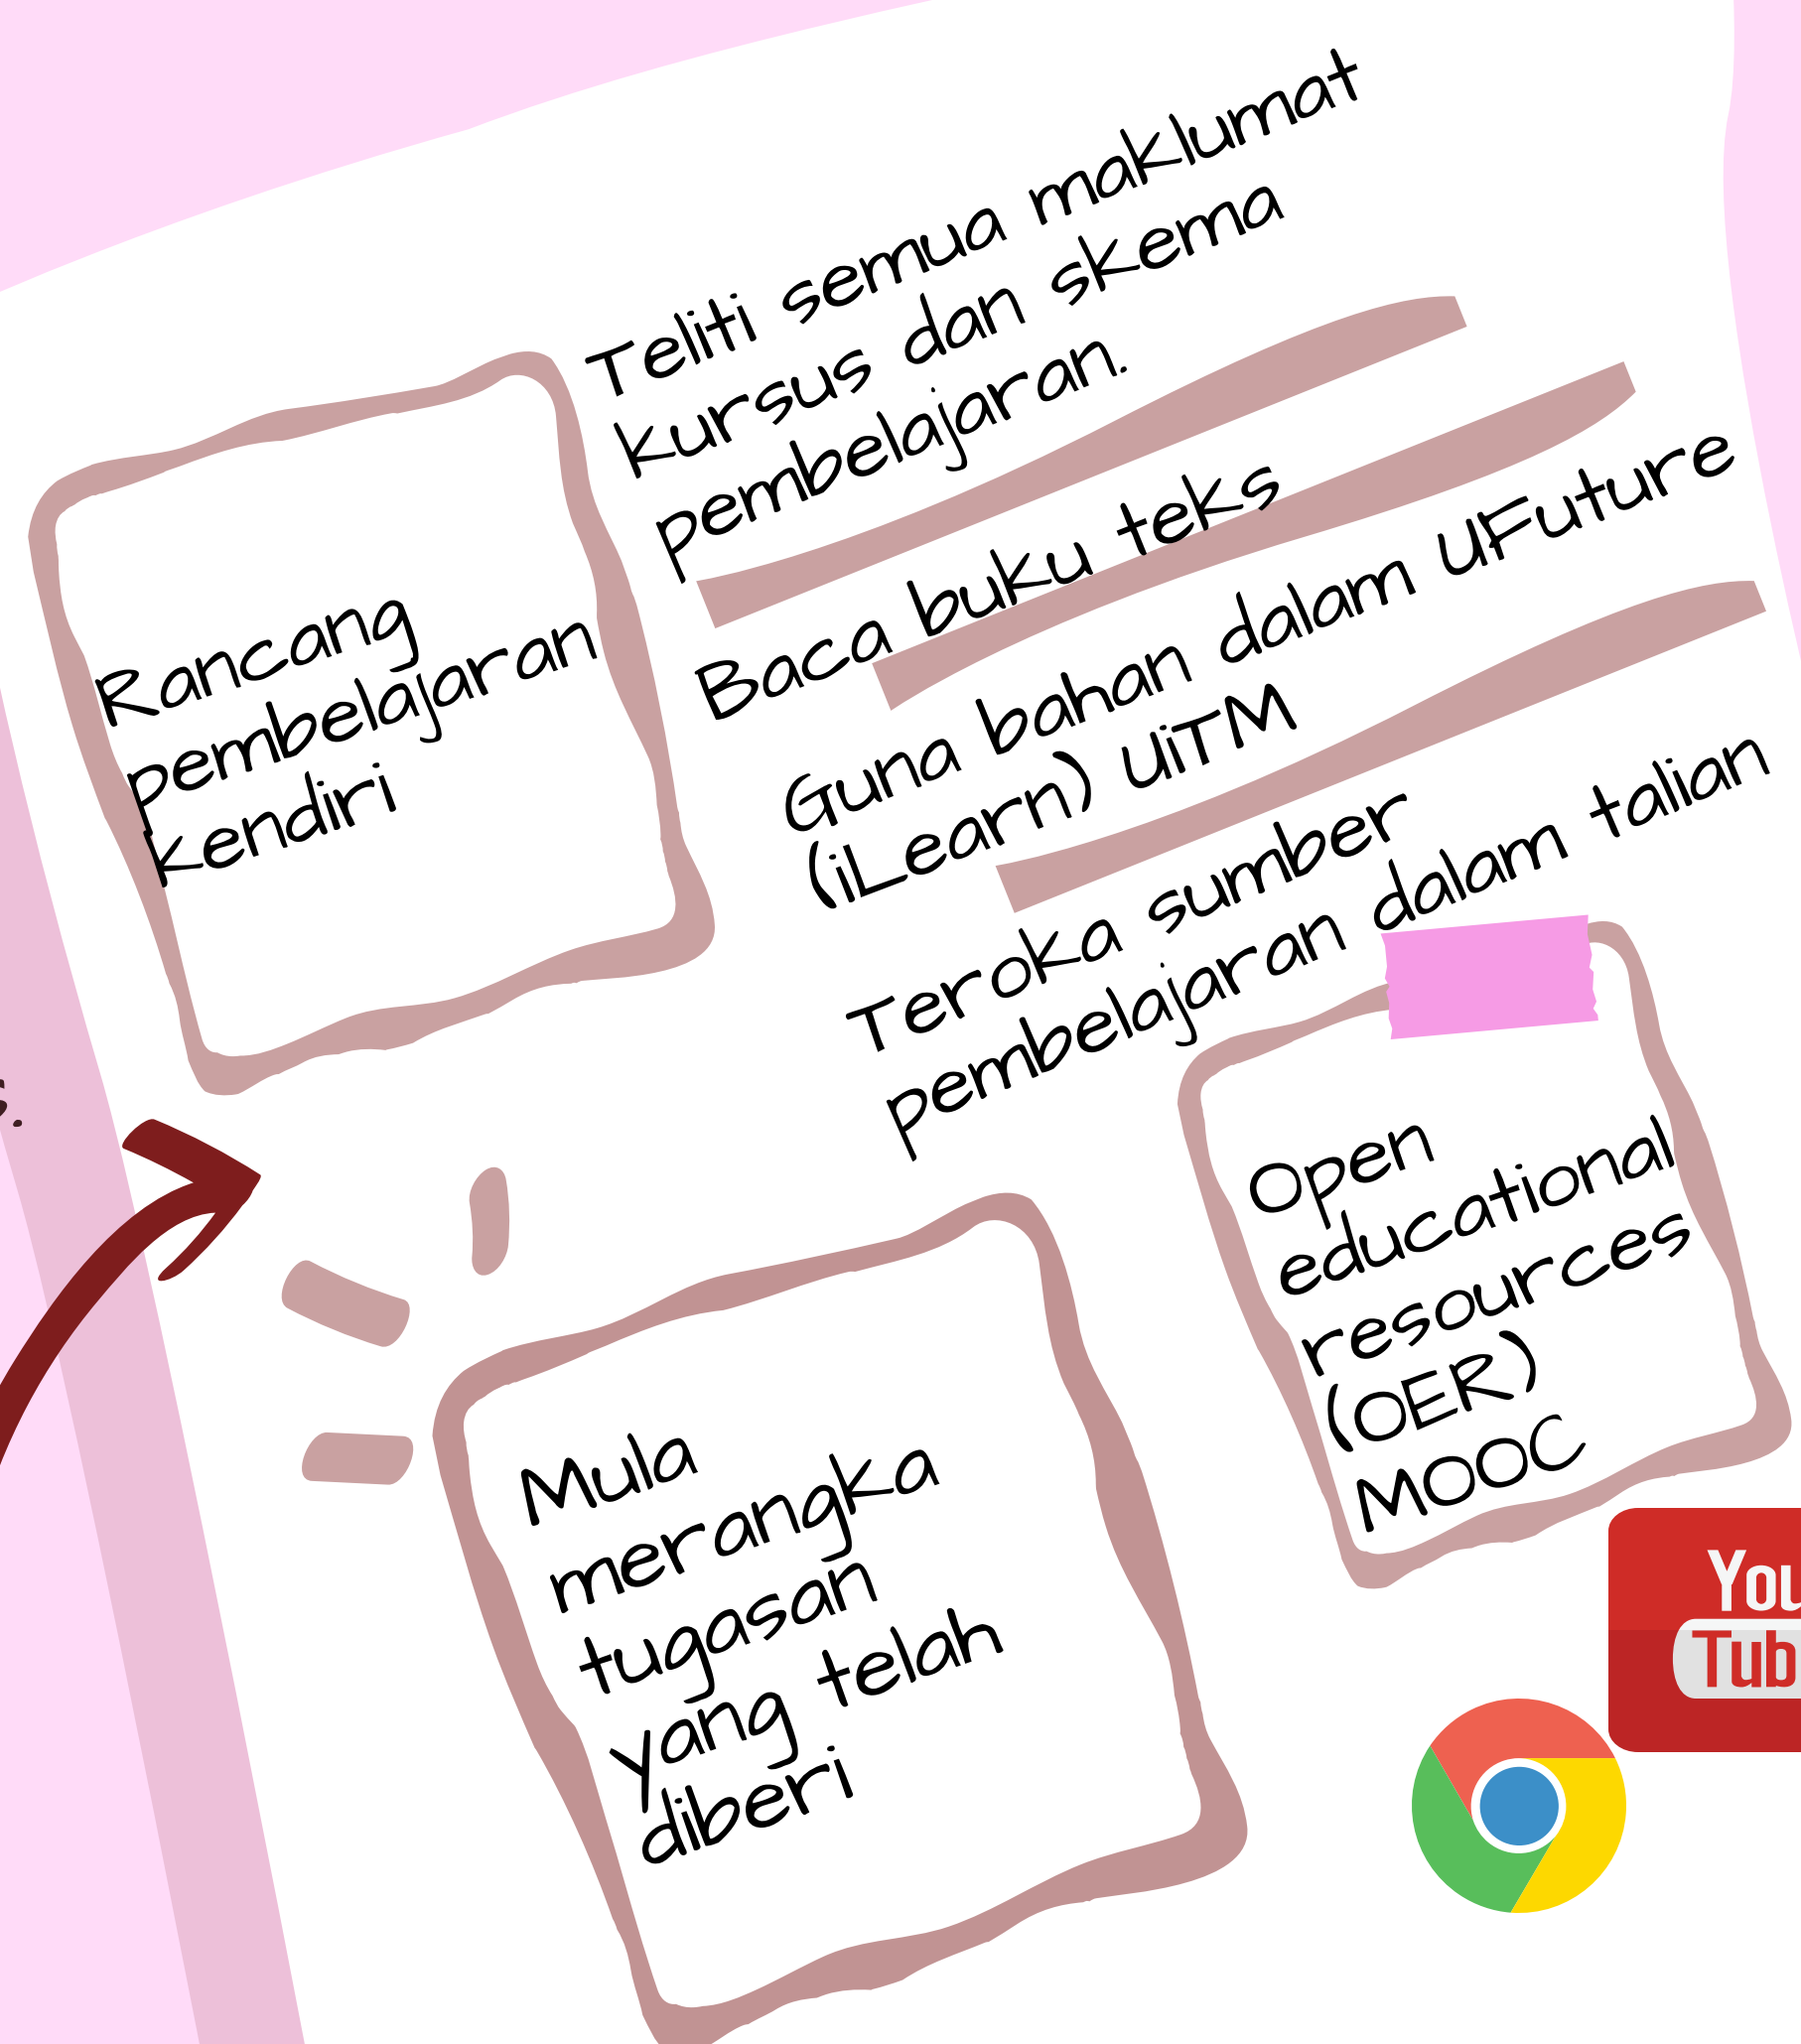 Teliti semua maklumat
kursus dan skema
pembelajaran.
Rancang
pembelajaran
kendiri
Baca buku teks
Guna bahan dalam UFuture
(iLearn) UiTM
Teroka sumber
pembelajaran dalam talian
Open
educational
resources
(OER)
MOOC
Mula
merangka
tugasan
yang telah
diberi
You